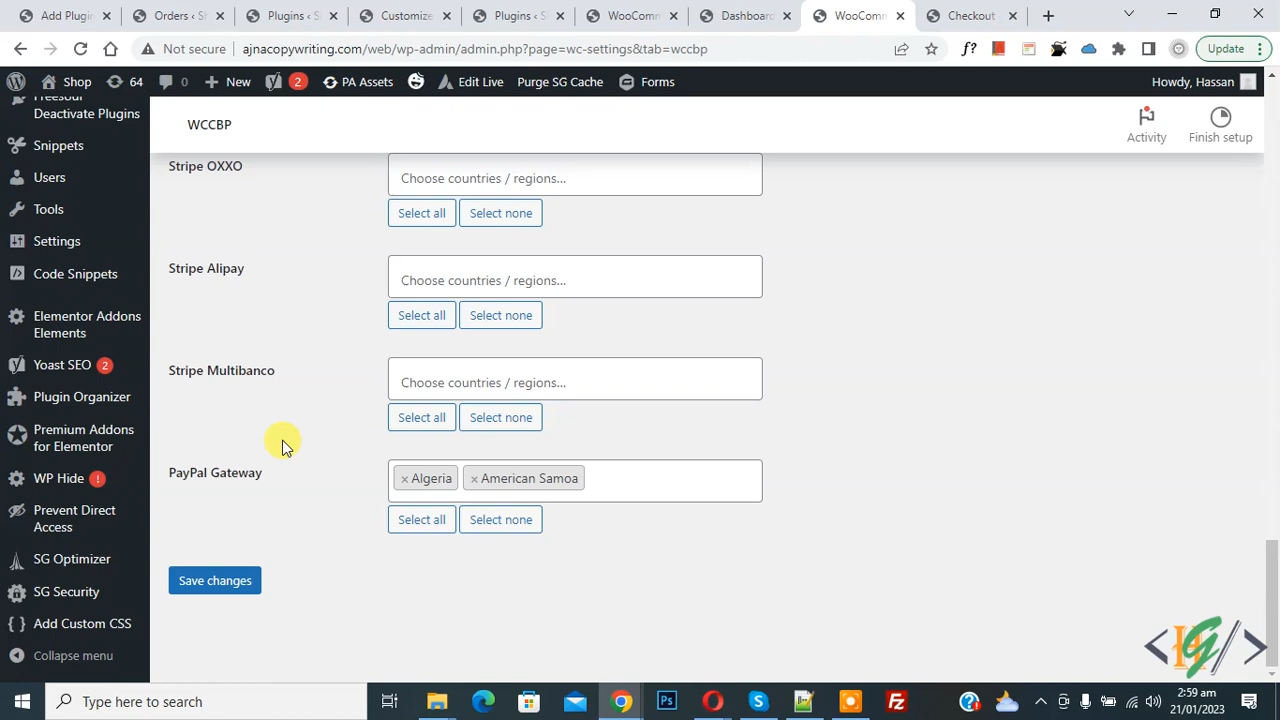 Add Plugin
Orders ‹ Sh
Plugins ‹ S
Customize
Plugins ‹ Sh
WooComm
Dashboard
WooComm
Checkout
Not secure
ajnacopywriting.com/web/wp-admin/admin.php?page=wc-settings&tab=wccbp
f?
Update
Shop
64
0
New
2
PA Assets
Edit Live
Purge SG Cache
Forms
Howdy, Hassan
Freesoul
Deactivate Plugins
Snippets
Users
Tools
Settings
Code Snippets
Elementor Addons
Elements
Yoast SEO 2
Plugin Organizer
Premium Addons
for Elementor
WP Hide !
Prevent Direct
Access
SG Optimizer
SG Security
Add Custom CSS
Collapse menu
WCCBP
Activity
Finish setup
Stripe OXXO
Choose countries / regions...
Select all
Select none
Stripe Alipay
Choose countries / regions...
Select all
Select none
Stripe Multibanco
Choose countries / regions...
Select all
Select none
PayPal Gateway
× Algeria
× American Samoa
Select all
Select none
Save changes
Type here to search
2:59 am
21/01/2023